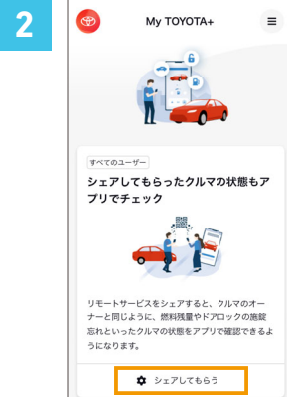 2
My TOYOTA+
すべてのユーザー
シェアしてもらったクルマの状態もア
プリでチェック
リモートサービスをシェアすると、クルマのオー
ナーと同じように、燃料残量やドアロックの施錠
忘れといったクルマの状態をアプリで確認できるよ
うになります。
シェアしてもらう